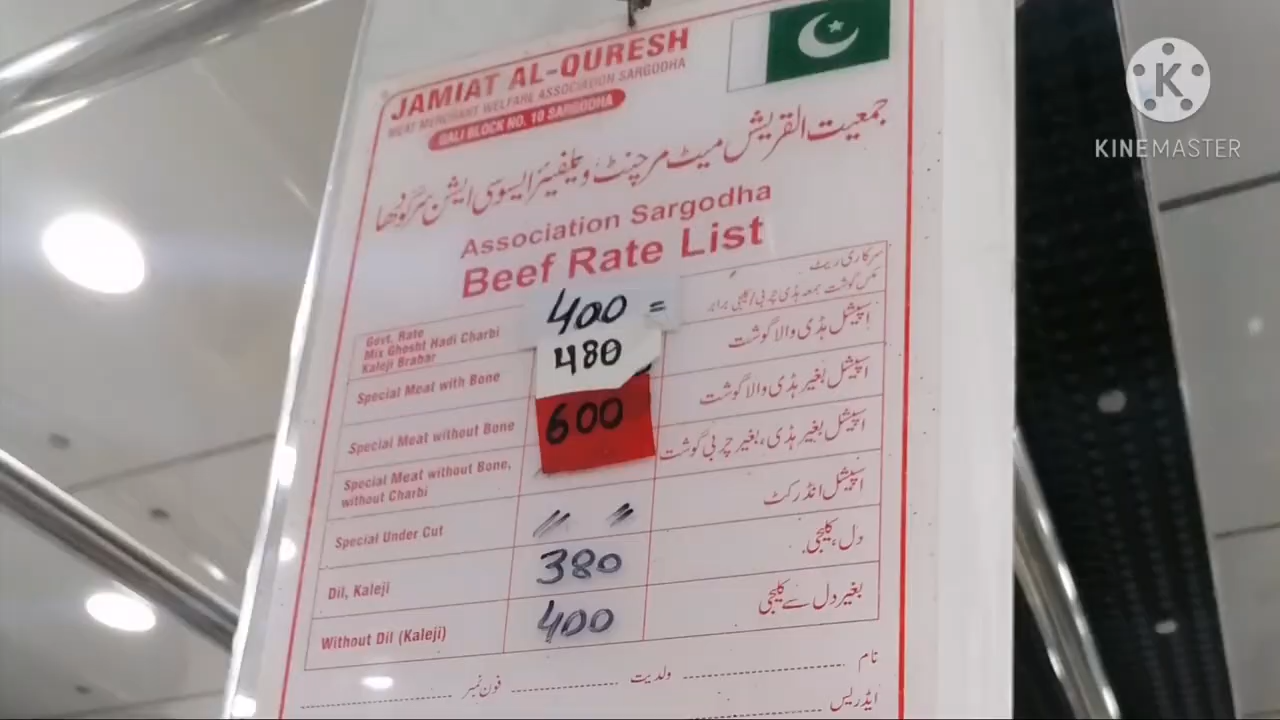 JAMIAT AL-QURESH
MEAT MERCHANT WELFARE ASSOCIATION SARGODHA
GALI BLOCK NO. 10 SARGODHA
جمعیت القریش میٹ مرچنٹ ویلفیئر ایسوسی ایشن سرگودھا
Association Sargodha
Beef Rate List
Govt. Rate
Mix Ghosht Hadi Charbi
Kaleji Brabar
400 =
سرکاری ریٹ
مکس گوشت بمعہ ہڈی چربی/کلیجی برابر
Special Meat with Bone
480
اسپیشل ہڈی والا گوشت
Special Meat without Bone
600
اسپیشل بغیر ہڈی والا گوشت
Special Meat without Bone,
without Charbi
اسپیشل بغیر ہڈی، بغیر چربی گوشت
Special Under Cut
" "
اسپیشل انڈر کٹ
Dil, Kaleji
380
دل، کلیجی.
Without Dil (Kaleji)
400
بغیر دل سے کلیجی
نام ولدیت فون نمبر
ایڈریس
K
KINEMASTER